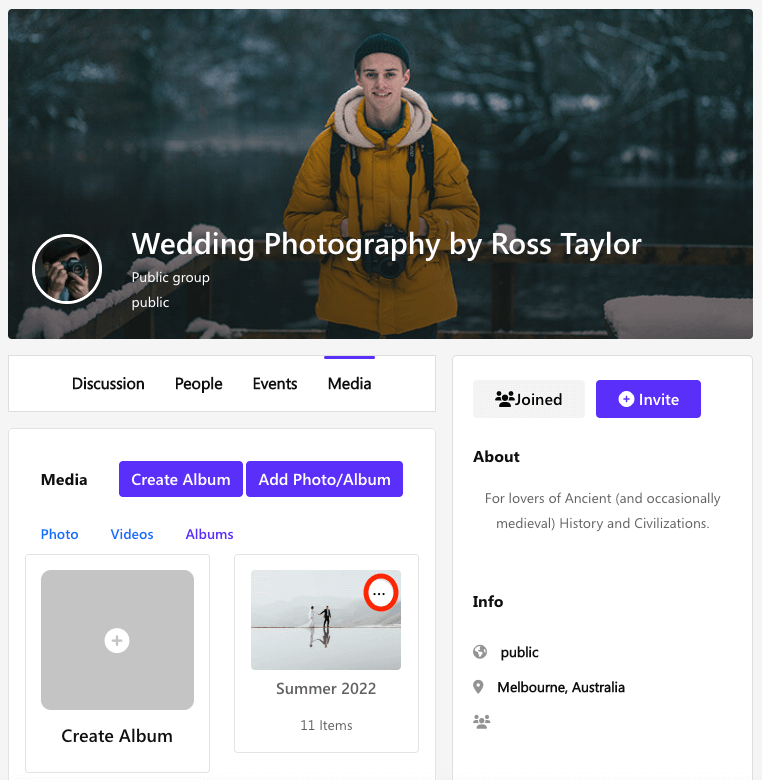 Wedding Photography by Ross Taylor
Public group
public
Discussion People Events Media
Joined Invite
Media Create Album Add Photo/Album
Photo Videos Albums
Create Album
...
Summer 2022
11 Items
About
For lovers of Ancient (and occasionally
medieval) History and Civilizations.
Info
public
Melbourne, Australia